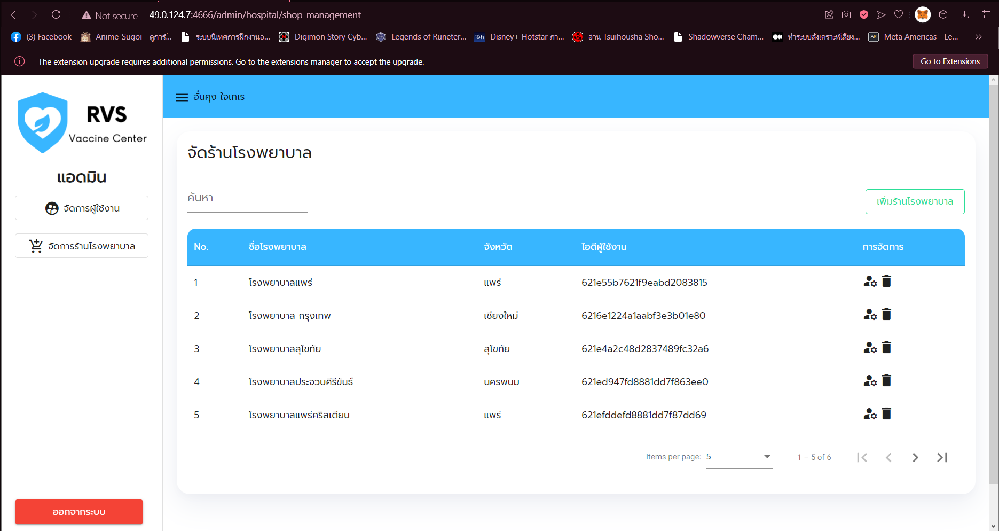 Not secure 49.0.124.7:4666/admin/hospital/shop-management
(3) Facebook Anime-Sugoi - ดูการ์... ระบบนิเทศการฝึกงานอ... Digimon Story Cyb... Legends of Runeter... Disney+ Hotstar ภา... อ่าน Tsuihousha Sho... Shadowverse Cham... ทำระบบสังเคราะห์เสียง... AR Meta Americas - Le...
The extension upgrade requires additional permissions. Go to the extensions manager to accept the upgrade. Go to Extensions
RVS
Vaccine Center
แอดมิน
จัดการผู้ใช้งาน
จัดการร้านโรงพยาบาล
ออกจากระบบ
อั๋นคุง ใจเกเร
จัดร้านโรงพยาบาล
ค้นหา
เพิ่มร้านโรงพยาบาล
No. ชื่อโรงพยาบาล จังหวัด ไอดีผู้ใช้งาน การจัดการ
1 โรงพยาบาลแพร่ แพร่ 621e55b7621f9eabd2083815
2 โรงพยาบาล กรุงเทพ เชียงใหม่ 6216e1224a1aabf3e3b01e80
3 โรงพยาบาลสุโขทัย สุโขทัย 621e4a2c48d2837489fc32a6
4 โรงพยาบาลประจวบคีรีขันธ์ นครพนม 621ed947fd8881dd7f863ee0
5 โรงพยาบาลแพร่คริสเตียน แพร่ 621efddefd8881dd7f87dd69
Items per page: 5 1 – 5 of 6